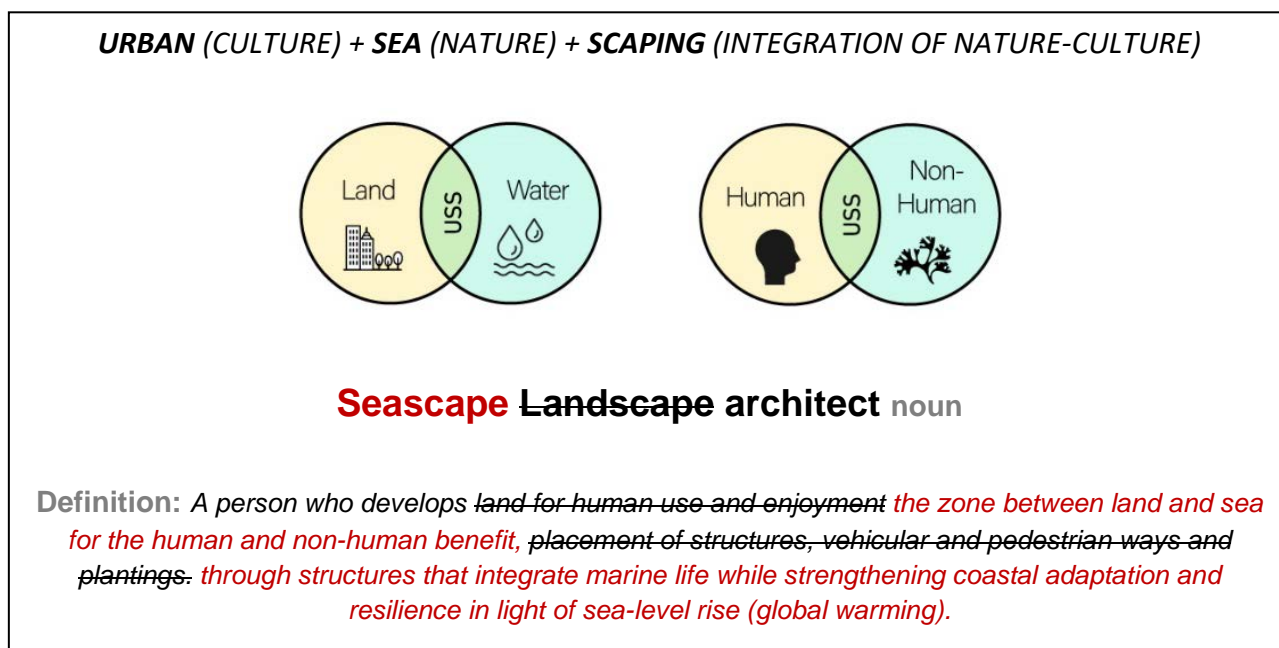 URBAN (CULTURE) + SEA (NATURE) + SCAPING (INTEGRATION OF NATURE-CULTURE)
Land
USS
Water
Human
USS
Non-
Human
Seascape Landscape architect noun
Definition: A person who develops land for human use and enjoyment the zone between land and sea
for the human and non-human benefit, placement of structures, vehicular and pedestrian ways and
plantings. through structures that integrate marine life while strengthening coastal adaptation and
resilience in light of sea-level rise (global warming).